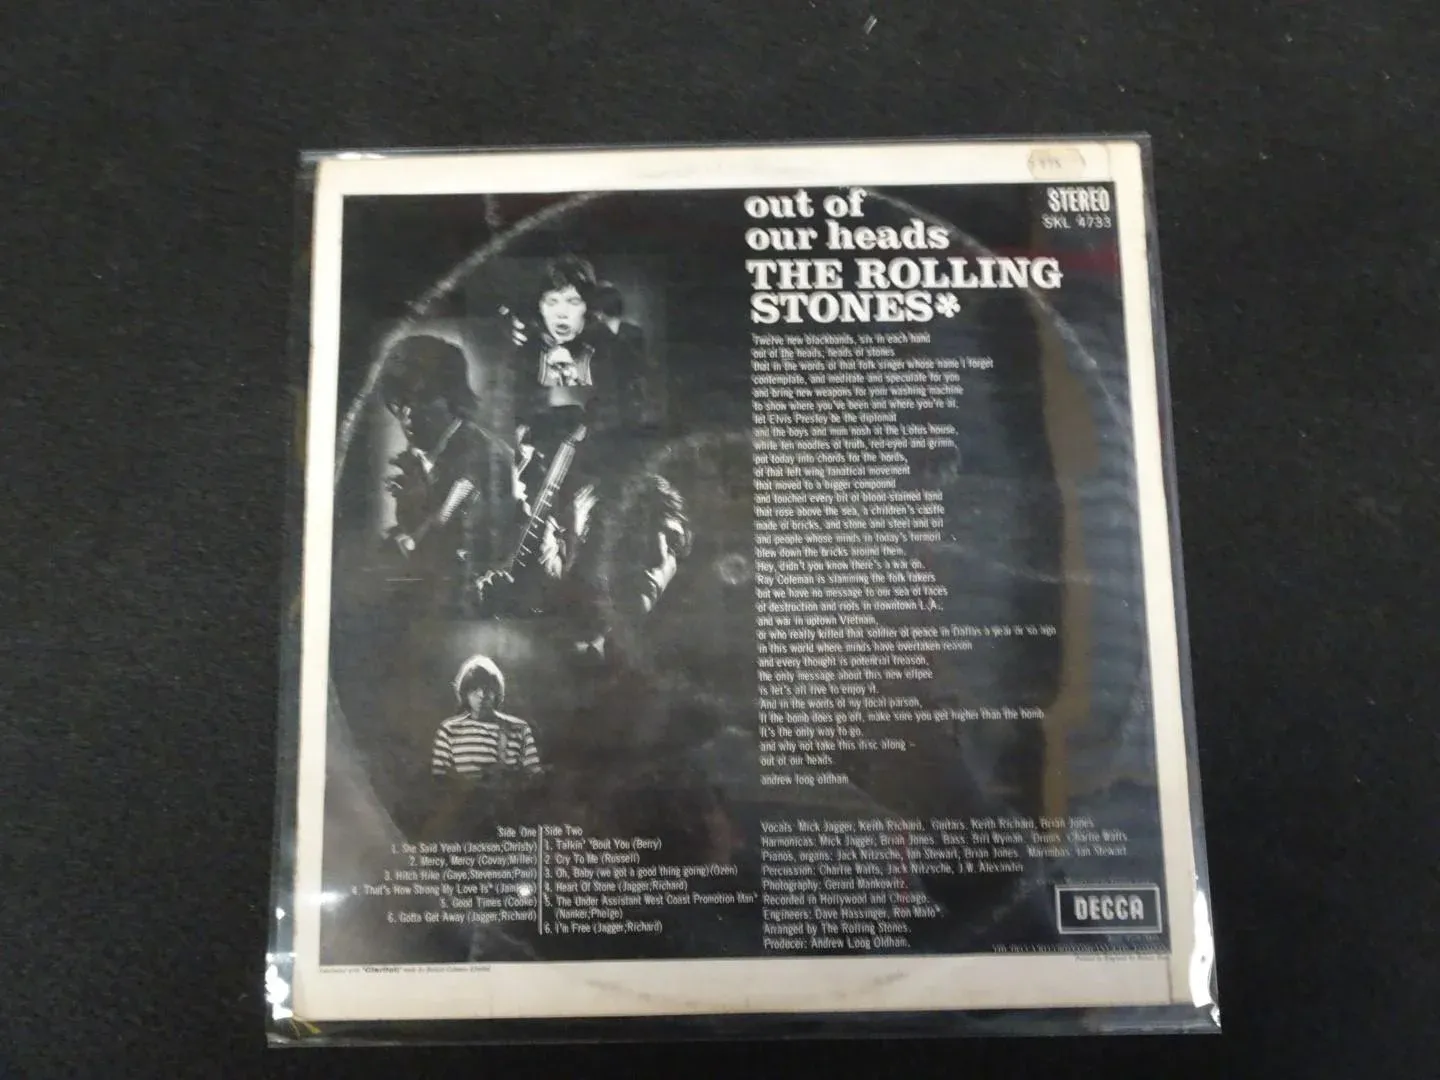 STEREO
SKL 4733
out of
our heads
THE ROLLING
STONES*
Twelve new blackbands, six in each hand
out of the heads, heads of stones
that in the words of that folk singer whose name I forget
contemplate, and meditate and speculate for you
and bring new weapons for your washing machine
to show where you've been and where you're at,
let Elvis Presley be the diplomat
and the boys and mum nosh at the Lotus house,
while ten noodles of truth, red-eyed and grimm,
put today into chords for the hords,
of that left wing fanatical movement
that moved to a bigger compound
and touched every bit of blood-stained land
that rose above the sea, a children's castle
made of bricks, and stone and steel and oil
and people whose minds in today's turmoil
blew down the bricks around them.
Hey, didn't you know there's a war on.
Ray Coleman is slamming the folk fakers
but we have no message to our sea of faces
of destruction and riots in downtown L.A.,
and war in uptown Vietnam,
or who really killed that soldier of peace in Dallas a year or so ago
in this world where minds have overtaken reason
and every thought is potential treason,
the only message about this new ellpee
is let's all live to enjoy it.
And in the words of my local parson,
If the bomb does go off, make sure you get higher than the bomb
It's the only way to go.
and why not take this disc along –
out of our heads.
andrew loog oldham
Side One
1. She Said Yeah (Jackson;Christy)
2. Mercy, Mercy (Covay;Miller)
3. Hitch Hike (Gaye;Stevenson;Paul)
4. That's How Strong My Love Is*
5. Good Times (Cooke)
6. Gotta Get Away (Jagger;Richard)
Side Two
1. Talkin' 'Bout You (Berry)
2. Cry To Me (Russell)
3. Oh, Baby (we got a good thing going) (Ozen)
4. Heart Of Stone (Jagger;Richard)
5. The Under Assistant West Coast Promotion Man*
(Nanker;Phelge)
6. I'm Free (Jagger;Richard)
Vocals: Mick Jagger, Keith Richard. Guitars. Keith Richard, Brian Jones
Harmonicas: Mick Jagger, Brian Jones. Bass. Bill Wyman. Drums. Charlie Watts
Pianos, organs: Jack Nitzsche, Ian Stewart, Brian Jones. Marimbas. Ian Stewart
Percussion: Charlie Watts, Jack Nitzsche, J.W. Alexander
Photography: Gerard Mankowitz.
Recorded in Hollywood and Chicago.
Engineers: Dave Hassinger, Ron Malo*.
Arranged by The Rolling Stones.
Producer: Andrew Loog Oldham.
DECCA